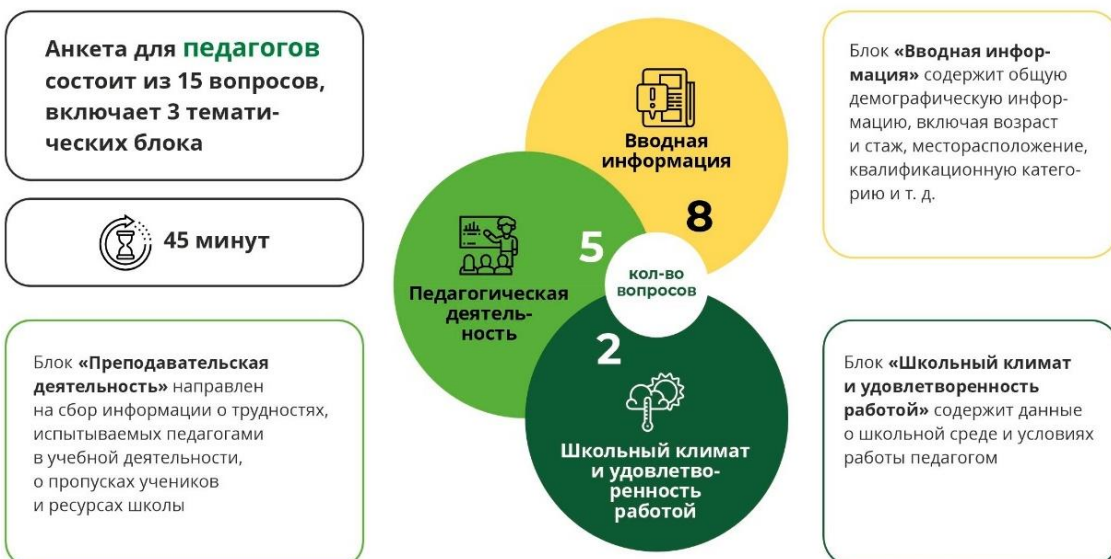 Анкета для педагогов
состоит из 15 вопросов,
включает 3 темати-
ческих блока
45 минут
Блок «Преподавательская
деятельность» направлен
на сбор информации о трудностях,
испытываемых педагогами
в учебной деятельности,
о пропусках учеников
и ресурсах школы
Вводная
информация
8
5
Педагогическая
деятель-
ность
кол-во
вопросов
2
Школьный климат
и удовлетво-
ренность
работой
Блок «Вводная инфор-
мация» содержит общую
демографическую инфор-
мацию, включая возраст
и стаж, месторасположение,
квалификационную катего-
рию и т. д.
Блок «Школьный климат
и удовлетворенность
работой» содержит данные
о школьной среде и условиях
работы педагогом